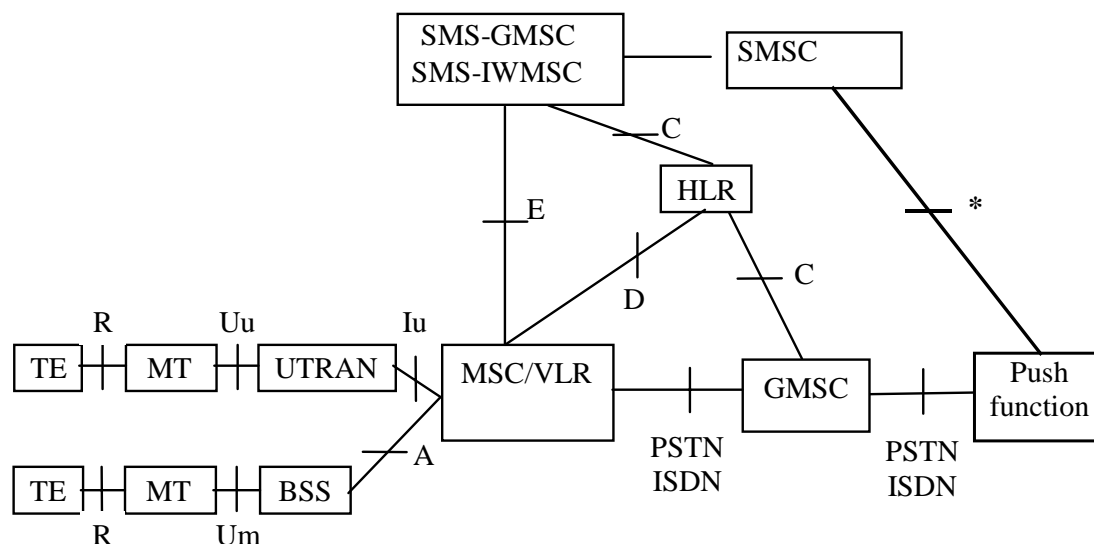 SMS-GMSC
SMS-IWMSC
SMSC
C
HLR
E
*
D
C
R
Uu
Iu
TE
MT
UTRAN
MSC/VLR
GMSC
Push
function
PSTN
ISDN
PSTN
ISDN
A
TE
MT
BSS
R
Um